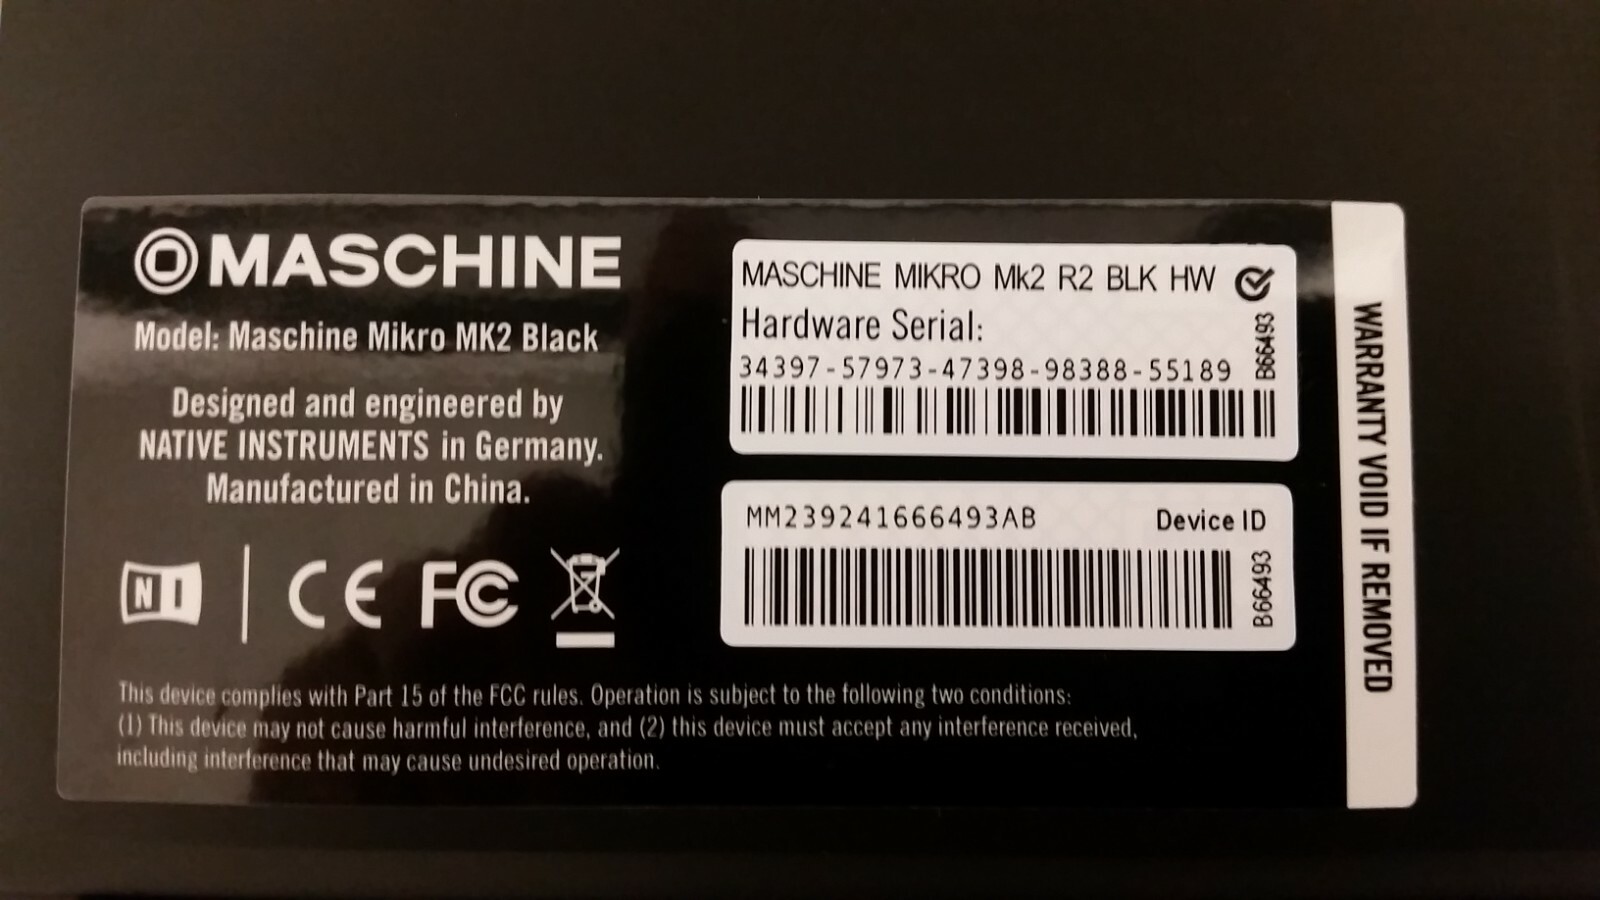 MASCHINE
Model: Maschine Mikro MK2 Black
Designed and engineered by
NATIVE INSTRUMENTS in Germany.
Manufactured in China.
NI
CE FC
This device complies with Part 15 of the FCC rules. Operation is subject to the following two conditions:
(1) This device may not cause harmful interference, and (2) this device must accept any interference received,
including interference that may cause undesired operation.
MASCHINE MIKRO Mk2 R2 BLK HW
Hardware Serial:
34397-57973-47398-98388-55189
B66493
MM239241666493AB Device ID
B66493
WARRANTY VOID IF REMOVED